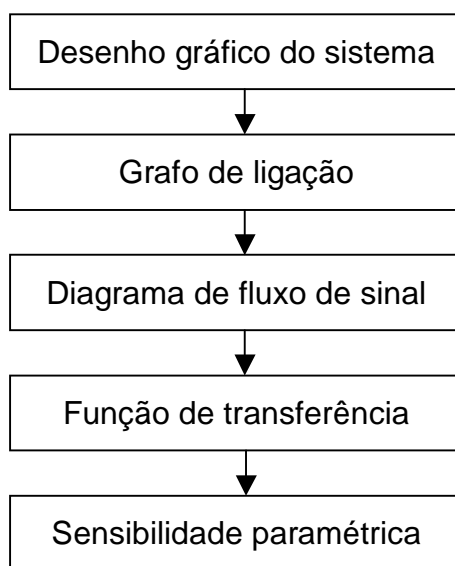 Desenho gráfico do sistema
Grafo de ligação
Diagrama de fluxo de sinal
Função de transferência
Sensibilidade paramétrica